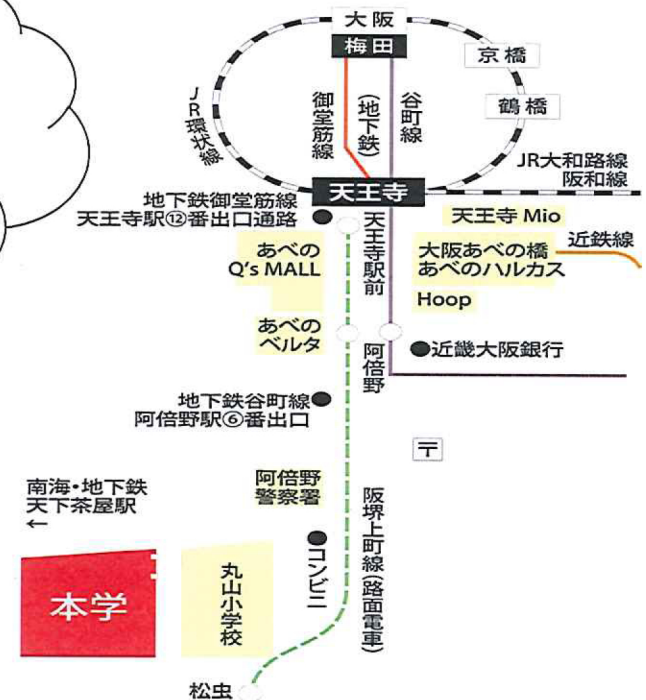 大阪
梅田
京橋
鶴橋
JR環状線
御堂筋線
(地下鉄)
谷町線
天王寺
JR大和路線
阪和線
地下鉄御堂筋線
天王寺駅⑫番出口通路
天王寺駅前
天王寺 Mio
あべの
Q's MALL
大阪あべの橋
あべのハルカス
近鉄線
Hoop
あべの
ベルタ
阿倍野
近畿大阪銀行
地下鉄谷町線
阿倍野駅⑥番出口
〒
阿倍野
警察署
南海・地下鉄
天下茶屋駅
←
阪堺上町線(路面電車)
コンビニ
本学
丸山小学校
松虫